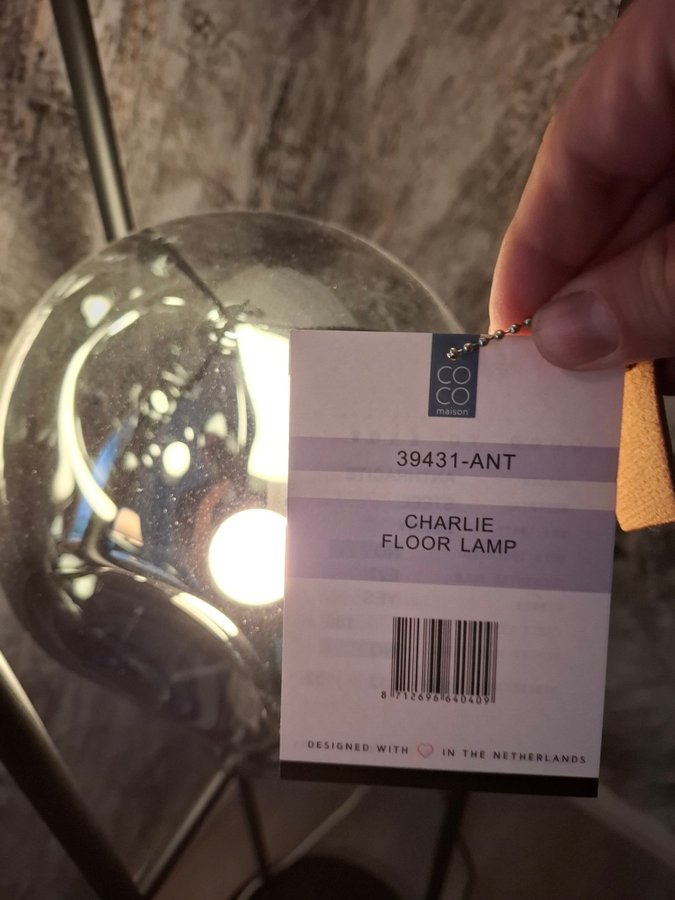 CO
CO
maison
39431-ANT
CHARLIE
FLOOR LAMP
8 712696 640409
DESIGNED WITH ♡ IN THE NETHERLANDS